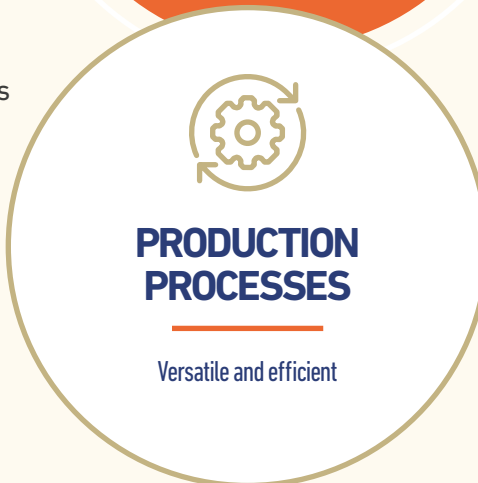 s
PRODUCTION
PROCESSES
Versatile and efficient